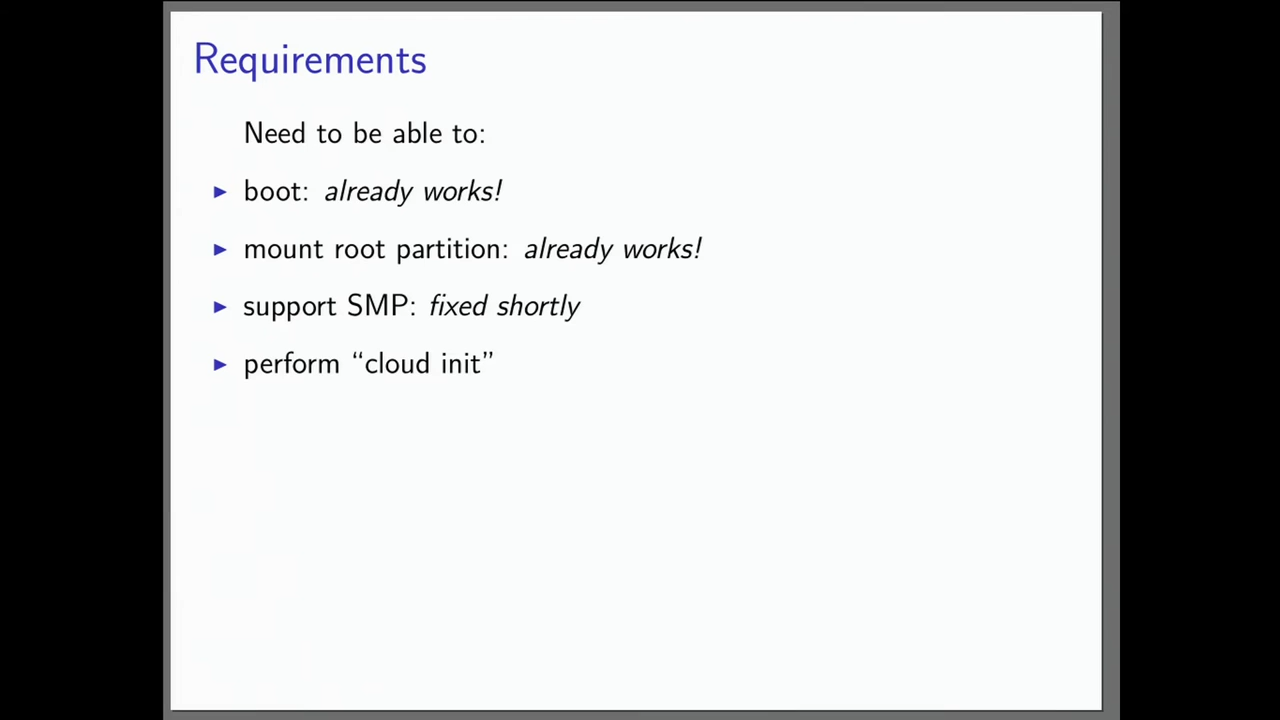 Requirements
Need to be able to:
▶ boot: already works!
▶ mount root partition: already works!
▶ support SMP: fixed shortly
▶ perform “cloud init”